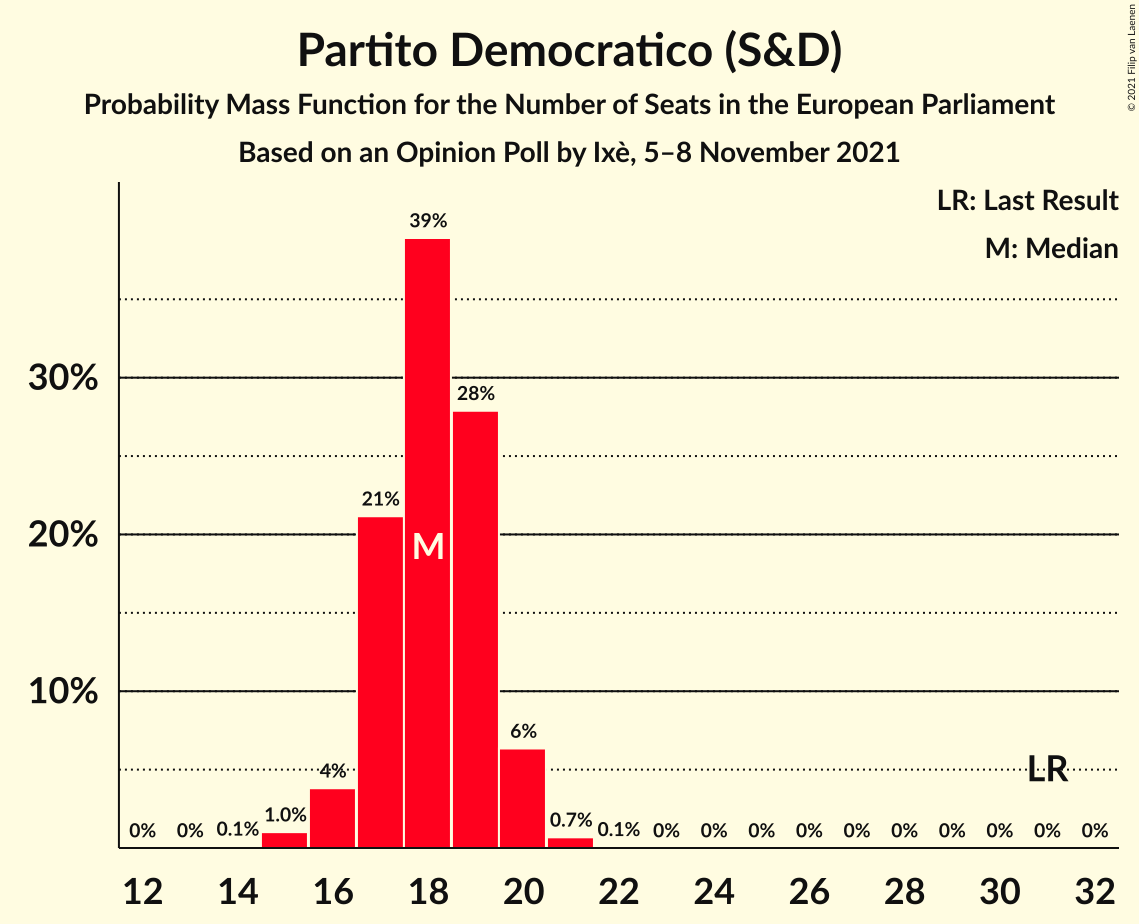 Partito Democratico (S&D)
Probability Mass Function for the Number of Seats in the European Parliament
Based on an Opinion Poll by Ixè, 5–8 November 2021
© 2021 Filip van Laenen
LR: Last Result
M: Median
39%
30%
28%
21%
20%
M
10%
6%
4%
LR
0% 0% 0.1% 1.0% 0.7% 0.1% 0% 0% 0% 0% 0% 0% 0% 0% 0% 0%
12 14 16 18 20 22 24 26 28 30 32